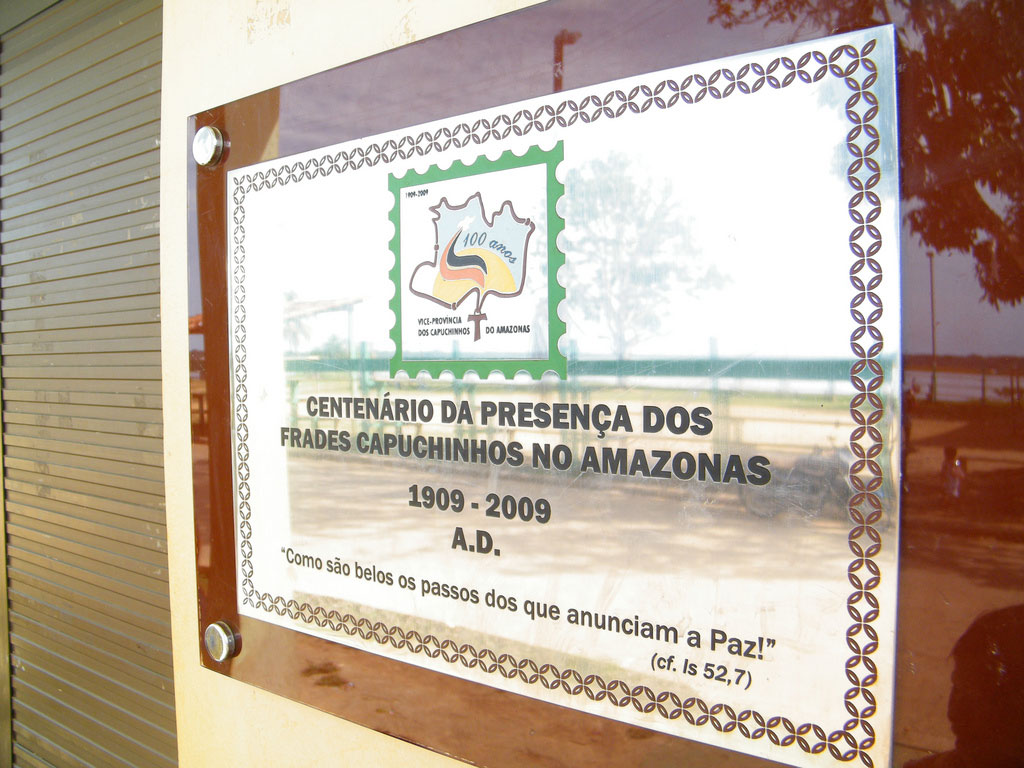 1909-2009
100 anos
VICE-PROVÍNCIA
DOS CAPUCHINHOS DO AMAZONAS
CENTENÁRIO DA PRESENÇA DOS
FRADES CAPUCHINHOS NO AMAZONAS
1909 - 2009
A.D.
“Como são belos os passos dos que anunciam a Paz!”
(cf. Is 52,7)